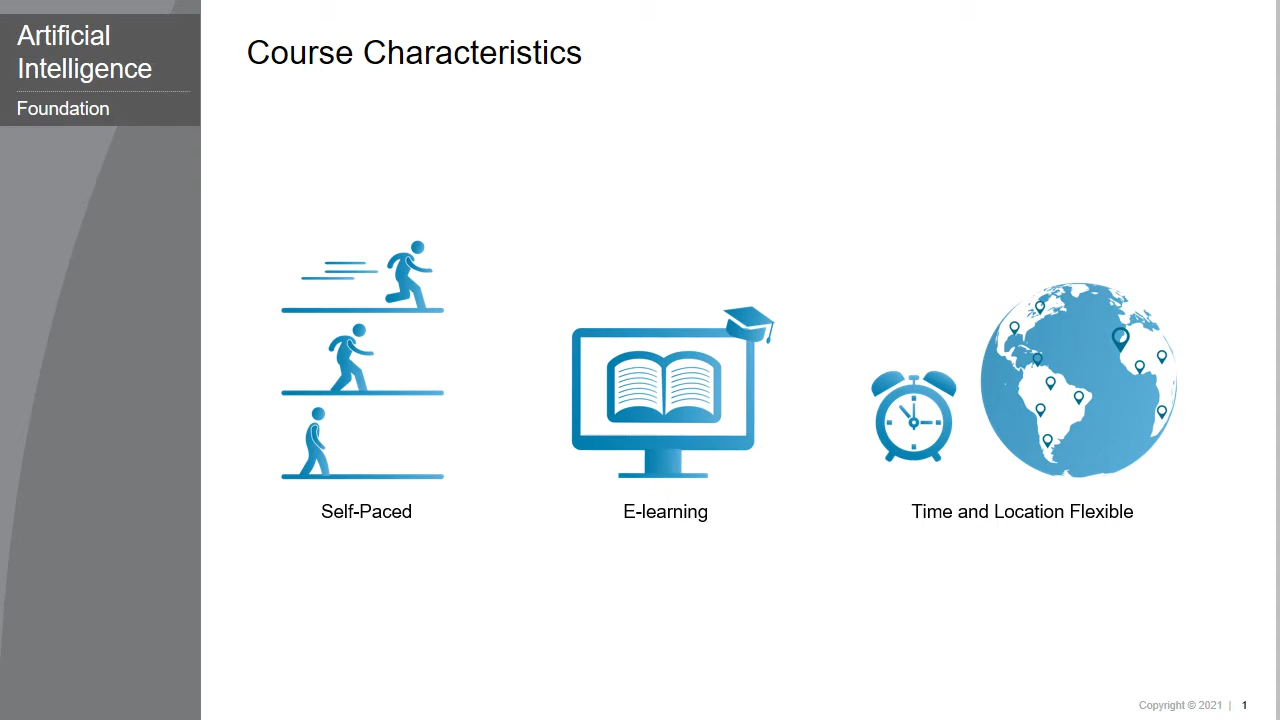 Artificial
Intelligence
Foundation
Course Characteristics
Self-Paced
E-learning
Time and Location Flexible
Copyright © 2021 | 1